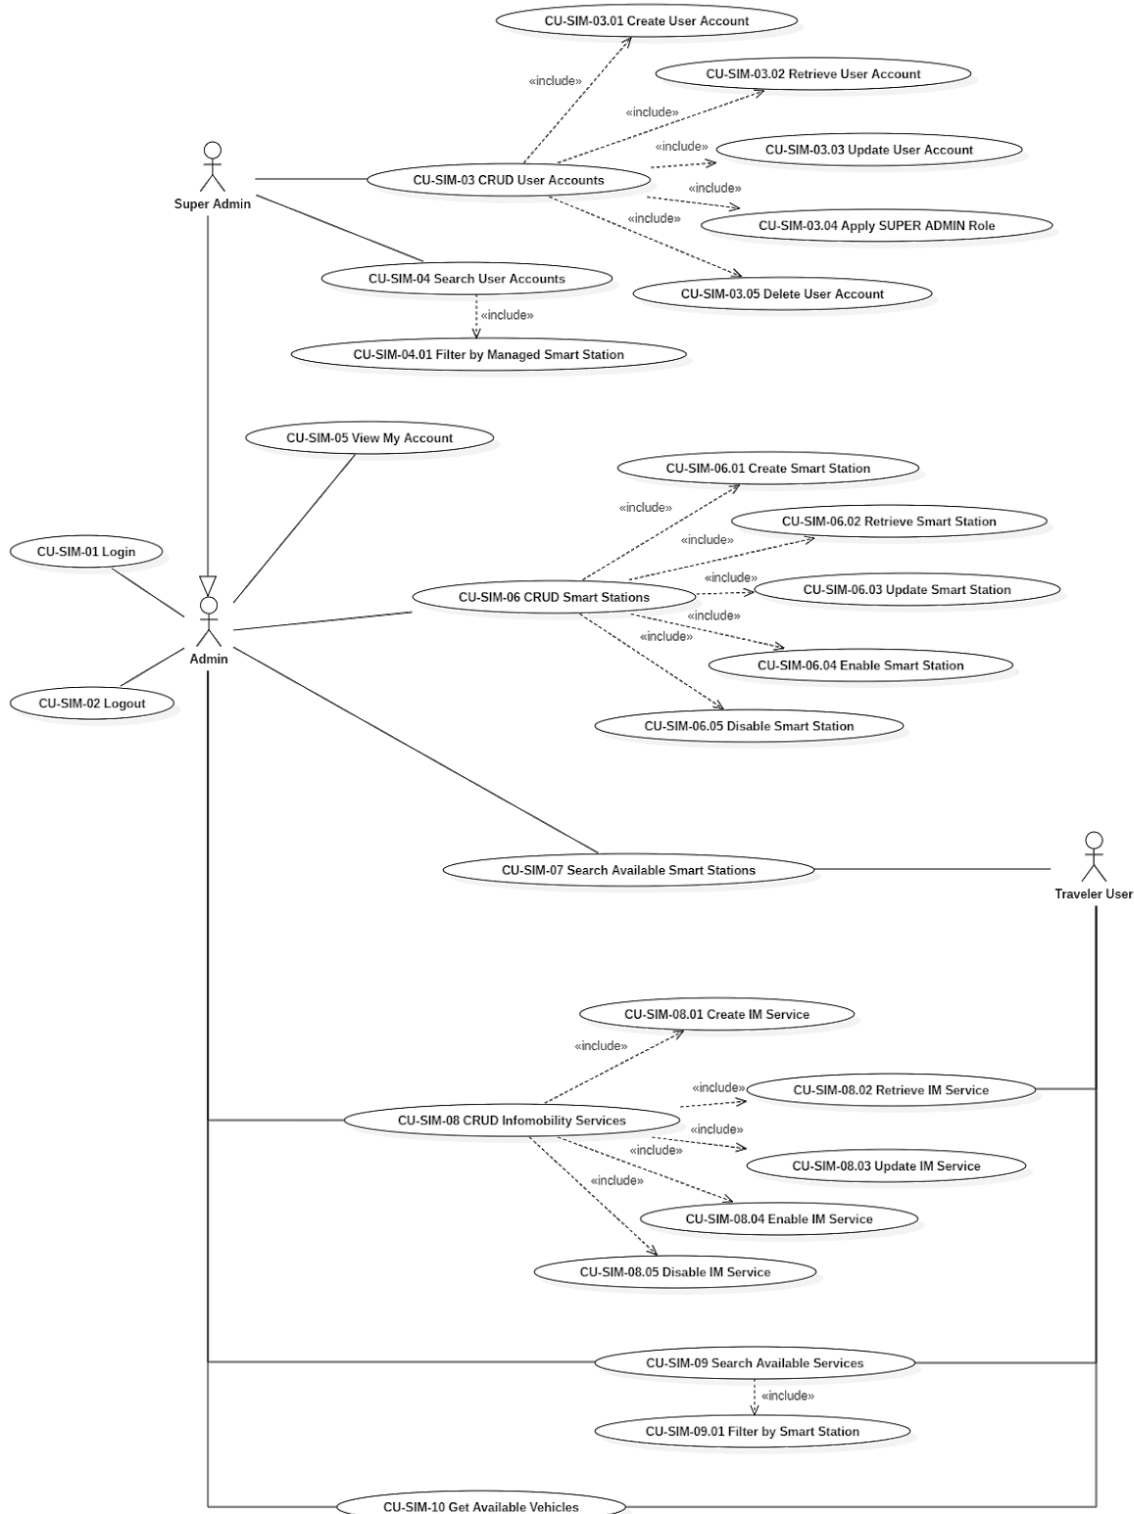 CU-SIM-03.01 Create User Account
«include»
CU-SIM-03.02 Retrieve User Account
«include»
«include»
CU-SIM-03.03 Update User Account
CU-SIM-03 CRUD User Accounts
«include»
Super Admin
«include»
CU-SIM-03.04 Apply SUPER ADMIN Role
CU-SIM-04 Search User Accounts
CU-SIM-03.05 Delete User Account
«include»
CU-SIM-04.01 Filter by Managed Smart Station
CU-SIM-05 View My Account
CU-SIM-06.01 Create Smart Station
«include»
CU-SIM-06.02 Retrieve Smart Station
«include»
CU-SIM-01 Login
«include»
CU-SIM-06.03 Update Smart Station
CU-SIM-06 CRUD Smart Stations
«include»
«include»
Admin
CU-SIM-06.04 Enable Smart Station
CU-SIM-02 Logout
CU-SIM-06.05 Disable Smart Station
CU-SIM-07 Search Available Smart Stations
Traveler User
CU-SIM-08.01 Create IM Service
«include»
«include»
CU-SIM-08.02 Retrieve IM Service
CU-SIM-08 CRUD Infomobility Services
«include»
«include»
CU-SIM-08.03 Update IM Service
«include»
CU-SIM-08.04 Enable IM Service
CU-SIM-08.05 Disable IM Service
CU-SIM-09 Search Available Services
«include»
CU-SIM-09.01 Filter by Smart Station
CU-SIM-10 Get Available Vehicles